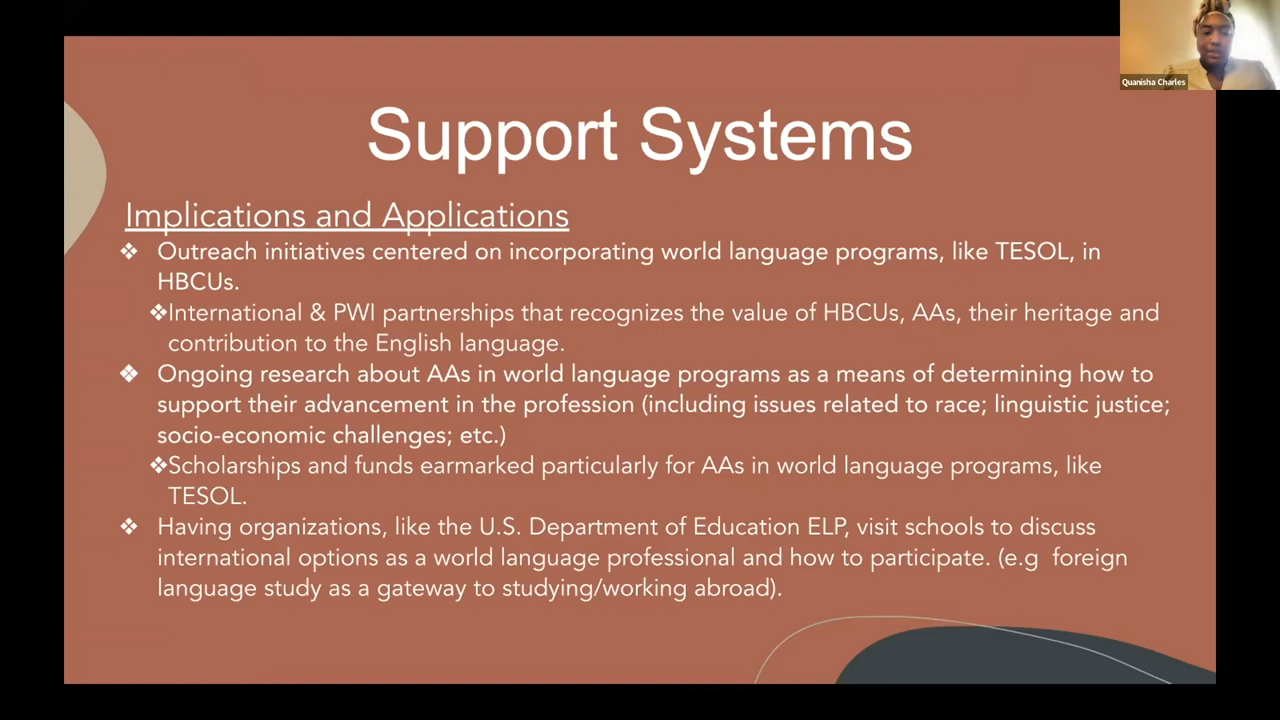 Quanisha Charles
Support Systems
Implications and Applications
❖ Outreach initiatives centered on incorporating world language programs, like TESOL, in
HBCUs.
❖International & PWI partnerships that recognizes the value of HBCUs, AAs, their heritage and
contribution to the English language.
❖ Ongoing research about AAs in world language programs as a means of determining how to
support their advancement in the profession (including issues related to race; linguistic justice;
socio-economic challenges; etc.)
❖Scholarships and funds earmarked particularly for AAs in world language programs, like
TESOL.
❖ Having organizations, like the U.S. Department of Education ELP, visit schools to discuss
international options as a world language professional and how to participate. (e.g  foreign
language study as a gateway to studying/working abroad).